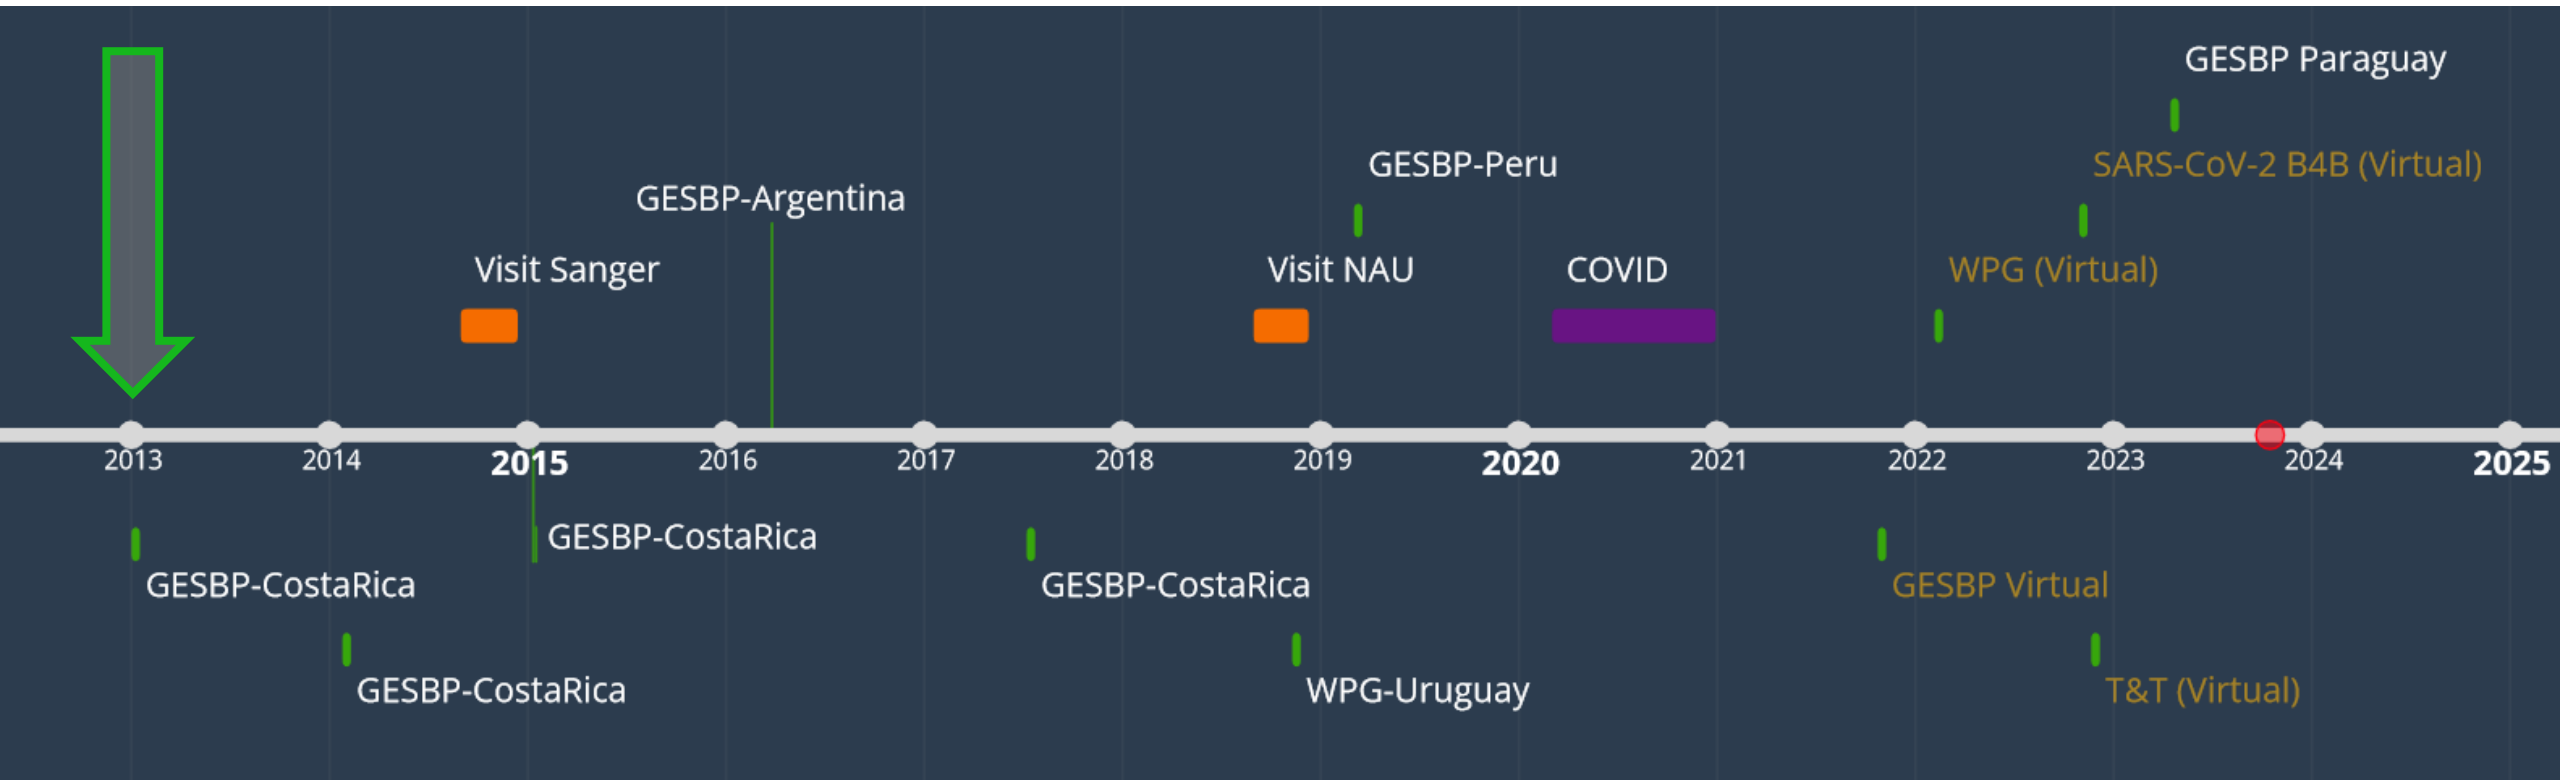 GESBP Paraguay
GESBP-Peru
SARS-CoV-2 B4B (Virtual)
GESBP-Argentina
Visit Sanger
Visit NAU
COVID
WPG (Virtual)
2013
2014
2015
2016
2017
2018
2019
2020
2021
2022
2023
2024
2025
GESBP-CostaRica
GESBP-CostaRica
GESBP-CostaRica
GESBP Virtual
GESBP-CostaRica
WPG-Uruguay
T&T (Virtual)